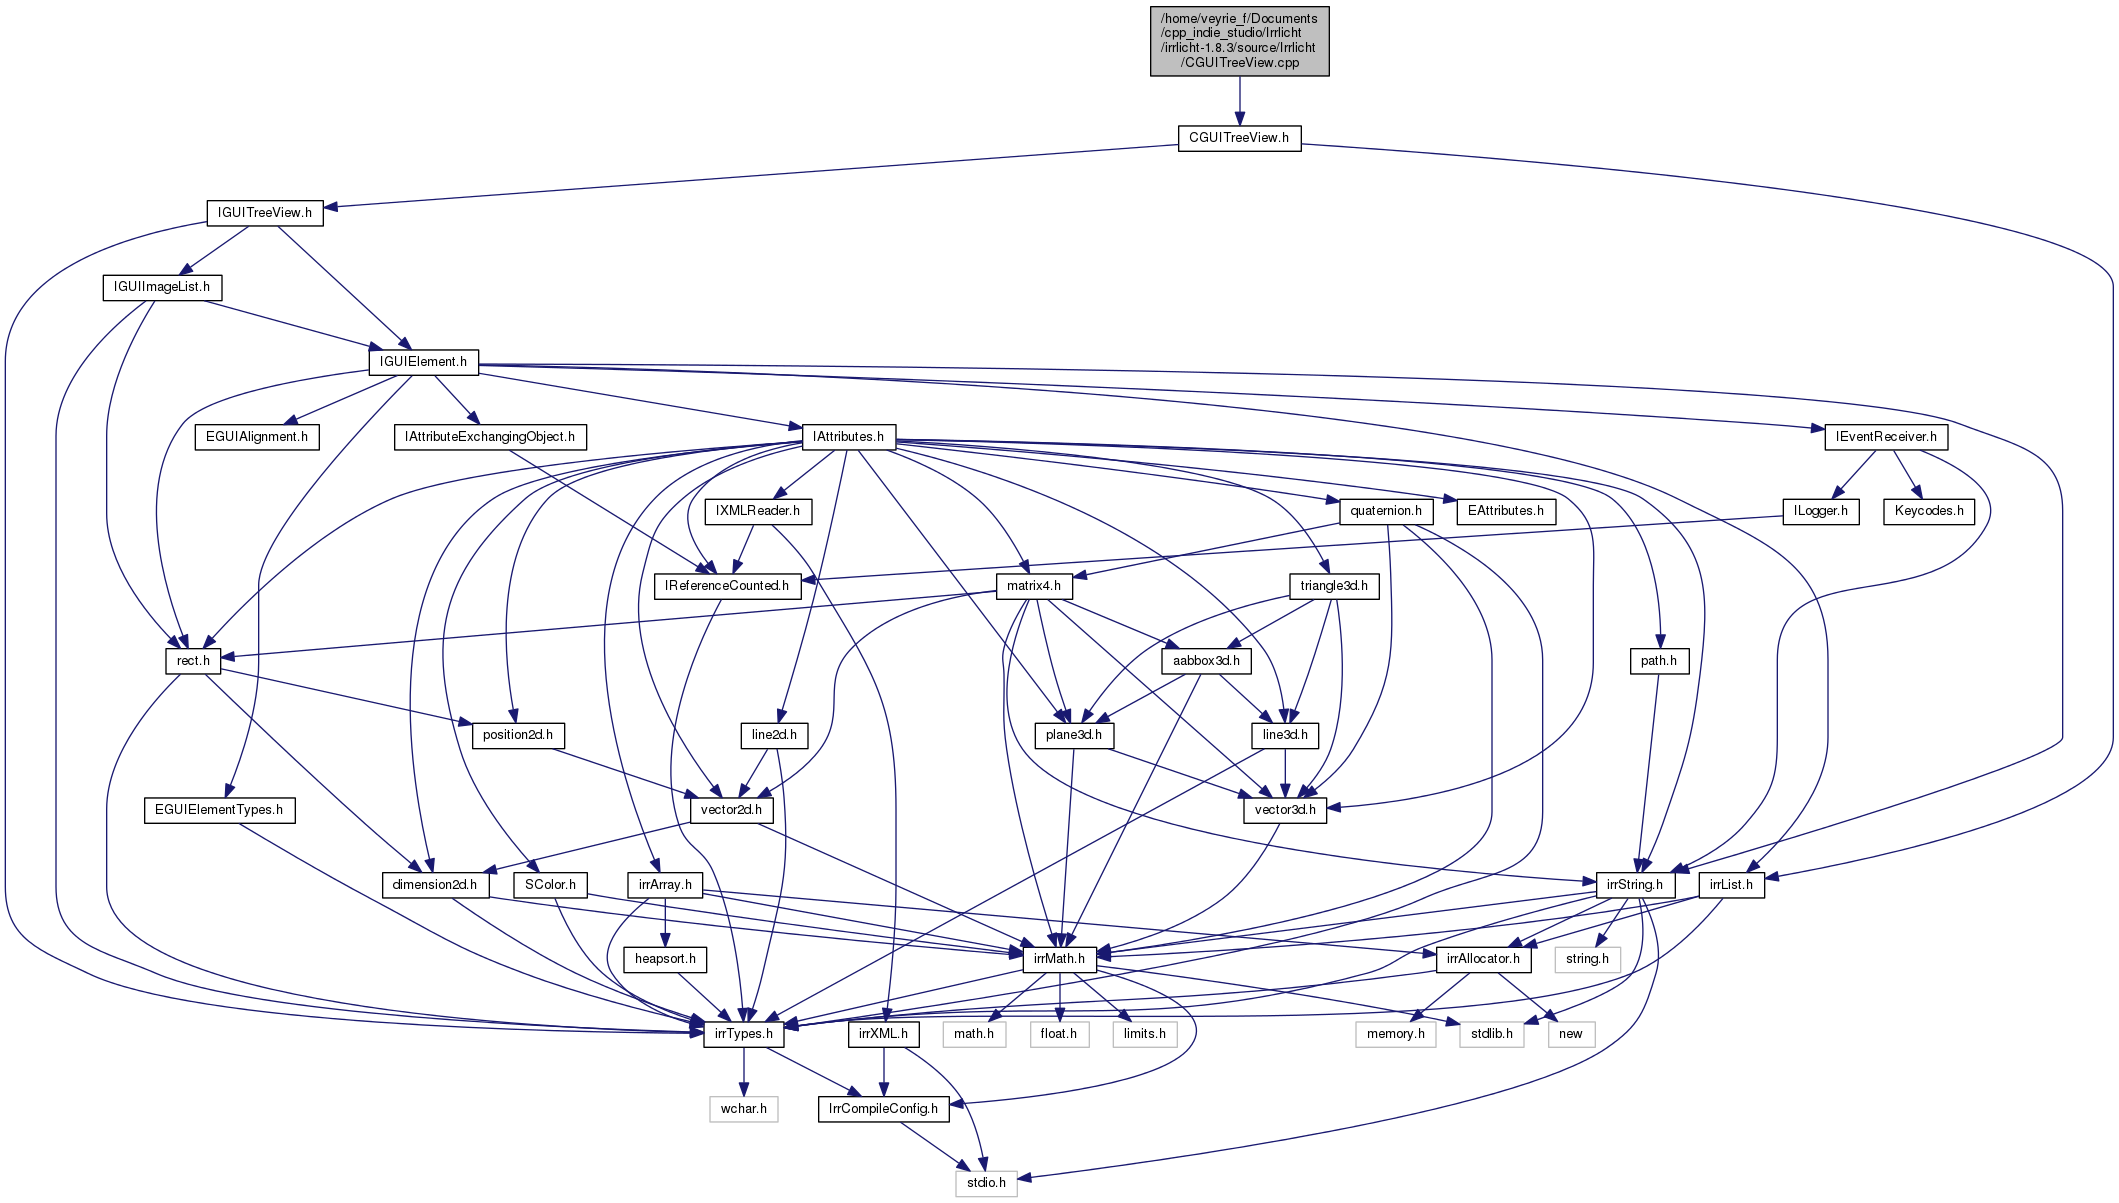 /home/veyrie_f/Documents
/cpp_indie_studio/Irrlicht
/irrlicht-1.8.3/source/Irrlicht
/CGUITreeView.cpp
CGUITreeView.h
IGUITreeView.h
IGUIImageList.h
IGUIElement.h
EGUIAlignment.h
IAttributeExchangingObject.h
IAttributes.h
IEventReceiver.h
IXMLReader.h
quaternion.h
EAttributes.h
ILogger.h
Keycodes.h
IReferenceCounted.h
matrix4.h
triangle3d.h
rect.h
aabbox3d.h
path.h
position2d.h
line2d.h
plane3d.h
line3d.h
EGUIElementTypes.h
vector2d.h
vector3d.h
dimension2d.h
SColor.h
irrArray.h
irrString.h
irrList.h
heapsort.h
irrMath.h
irrAllocator.h
string.h
irrTypes.h
irrXML.h
math.h
float.h
limits.h
memory.h
stdlib.h
new
wchar.h
IrrCompileConfig.h
stdio.h